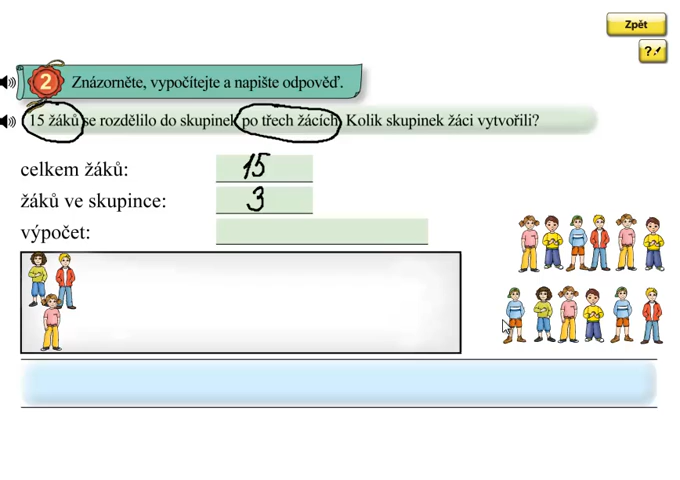 Zpět
?
2 Znázorněte, vypočítejte a napište odpověď.
15 žáků se rozdělilo do skupinek po třech žácích. Kolik skupinek žáci vytvořili?
celkem žáků: 15
žáků ve skupince: 3
výpočet: